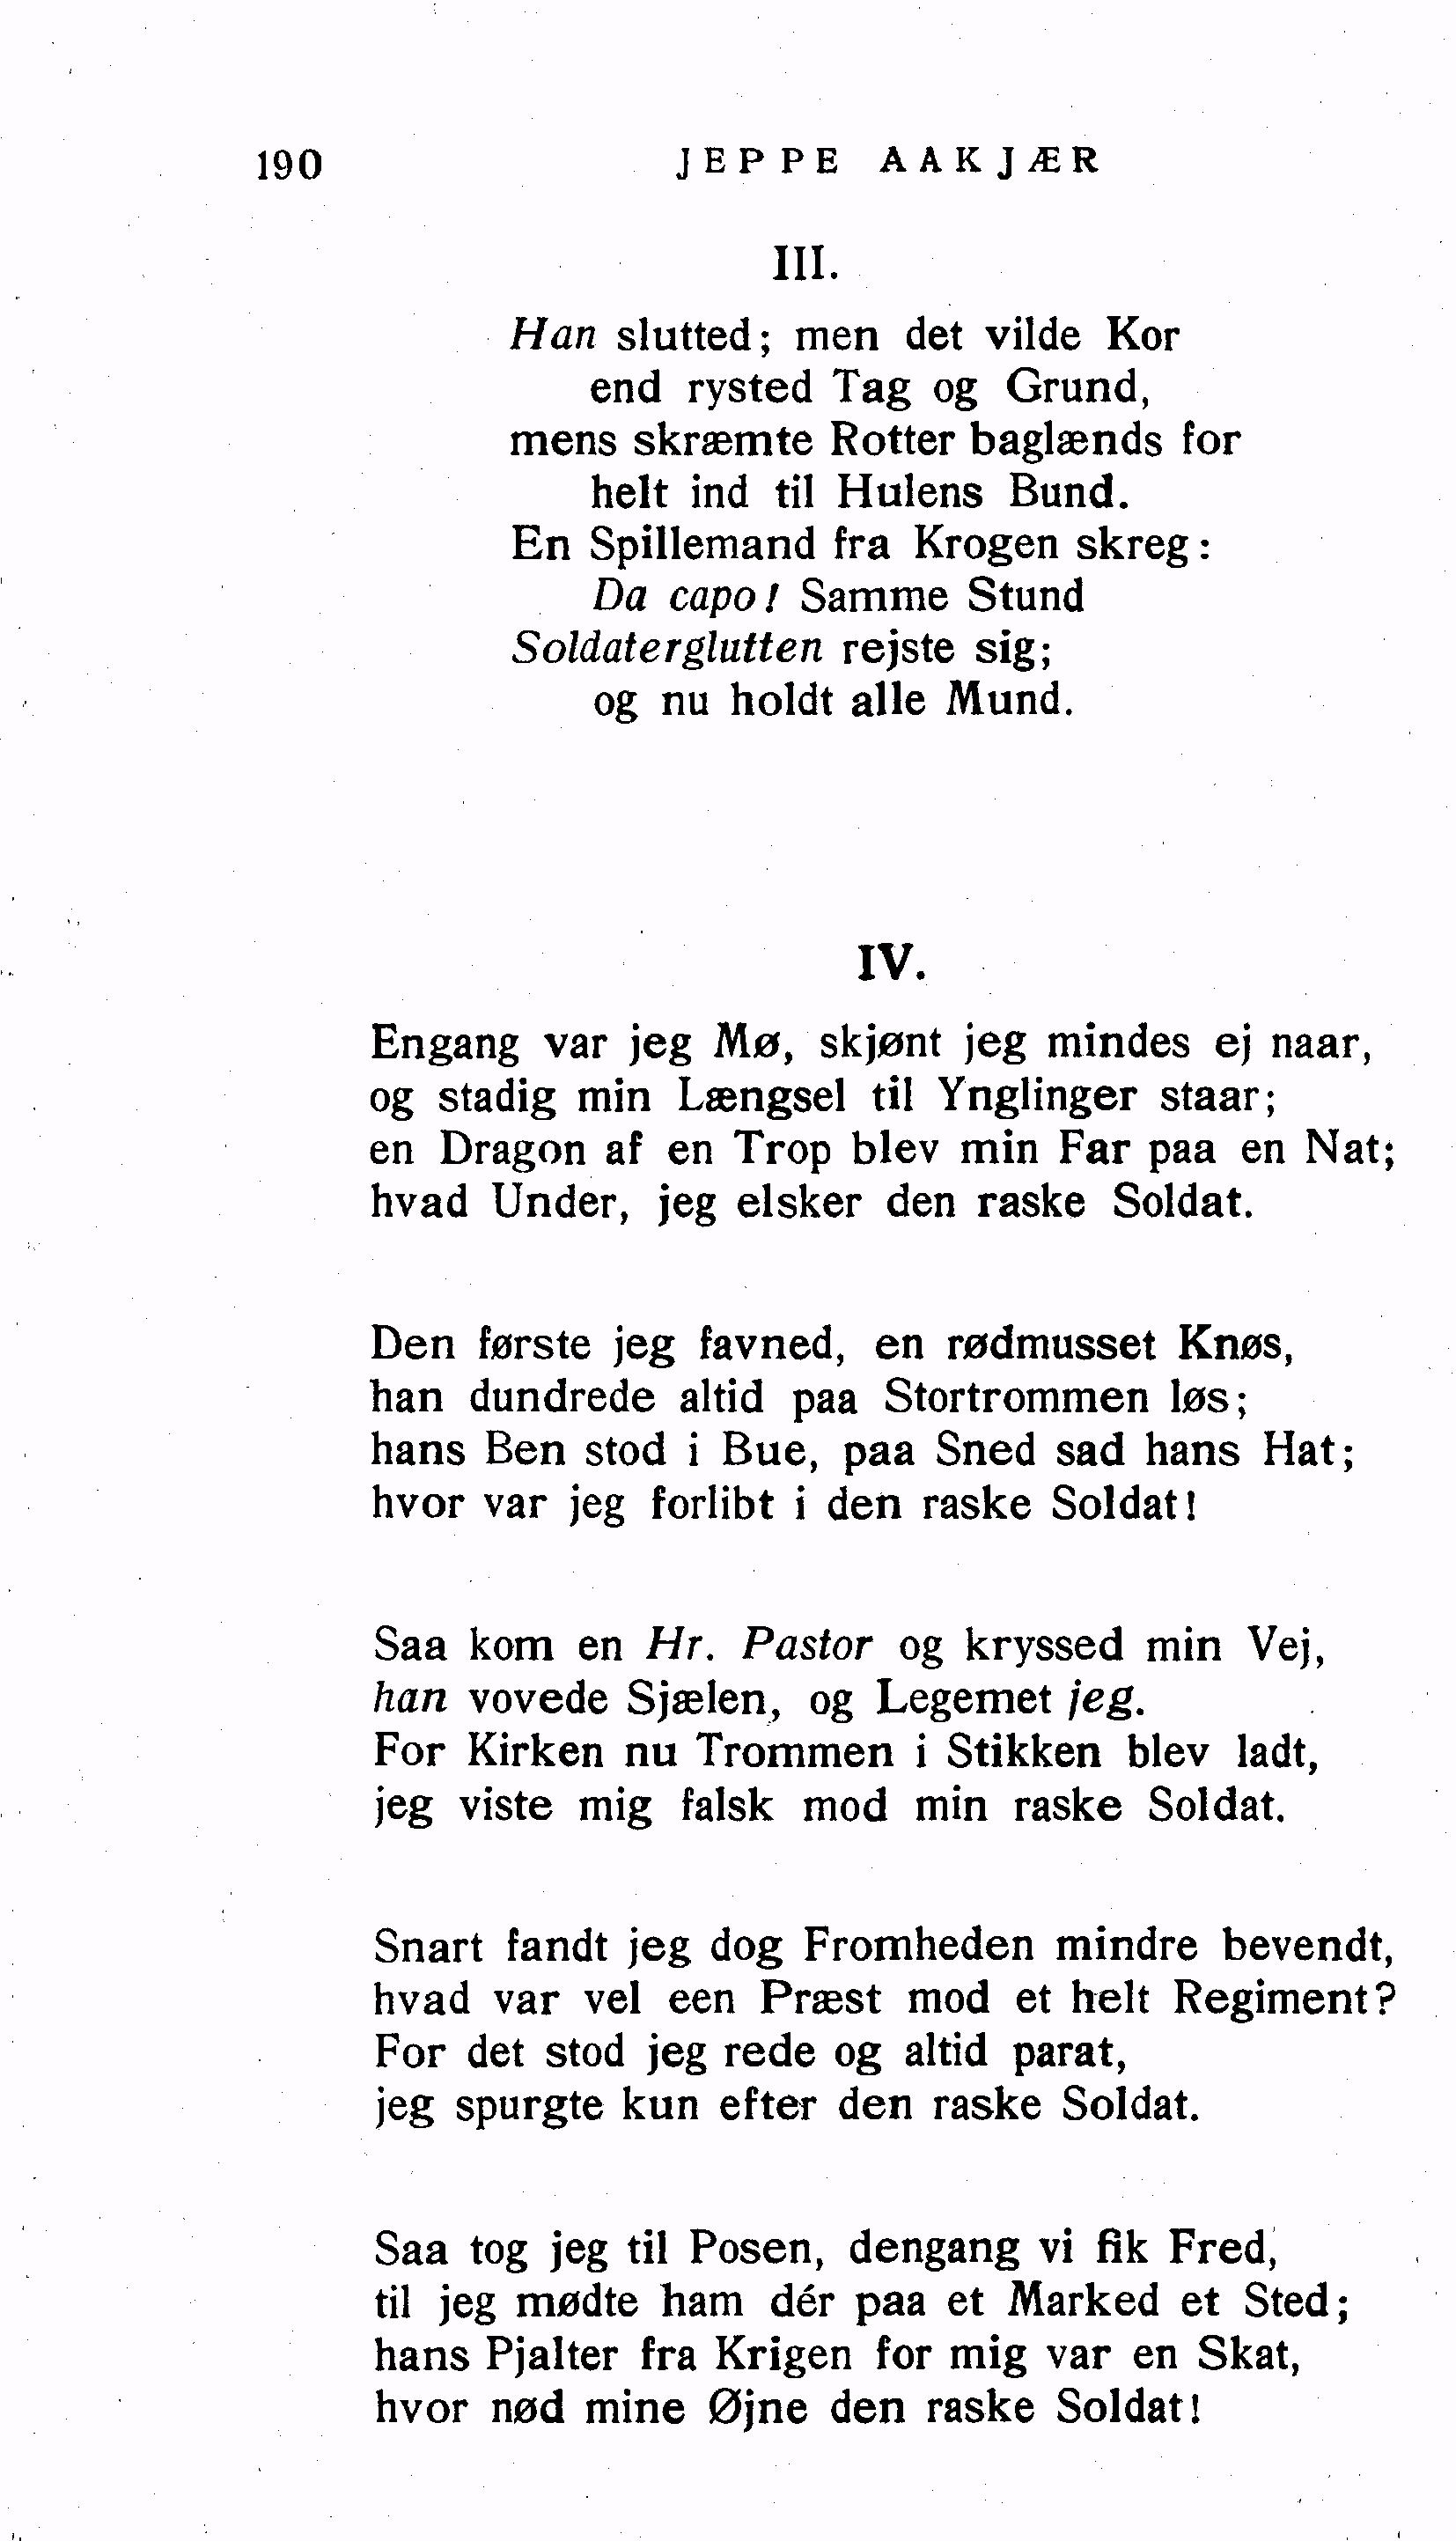 190 JEPPE AAKJÆR
III.
Han slutted; men det vilde Kor
end rysted Tag og Grund,
mens skræmte Rotter baglænds for
helt ind til Hulens Bund.
En Spillemand fra Krogen skreg:
Da capo! Samme Stund
Soldaterglutten rejste sig;
og nu holdt alle Mund.
IV.
Engang var jeg Mø, skjønt jeg mindes ej naar,
og stadig min Længsel til Ynglinger staar;
en Dragon af en Trop blev min Far paa en Nat;
hvad Under, jeg elsker den raske Soldat.
Den første jeg favned, en rødmusset Knøs,
han dundrede altid paa Stortrommen løs;
hans Ben stod i Bue, paa Sned sad hans Hat;
hvor var jeg forlibt i den raske Soldat!
Saa kom en Hr. Pastor og kryssed min Vej,
han vovede Sjælen, og Legemet jeg.
For Kirken nu Trommen i Stikken blev ladt,
jeg viste mig falsk mod min raske Soldat.
Snart fandt jeg dog Fromheden mindre bevendt,
hvad var vel een Præst mod et helt Regiment?
For det stod jeg rede og altid parat,
jeg spurgte kun efter den raske Soldat.
Saa tog jeg til Posen, dengang vi fik Fred,
til jeg mødte ham dér paa et Marked et Sted;
hans Pjalter fra Krigen for mig var en Skat,
hvor nød mine Øjne den raske Soldat!